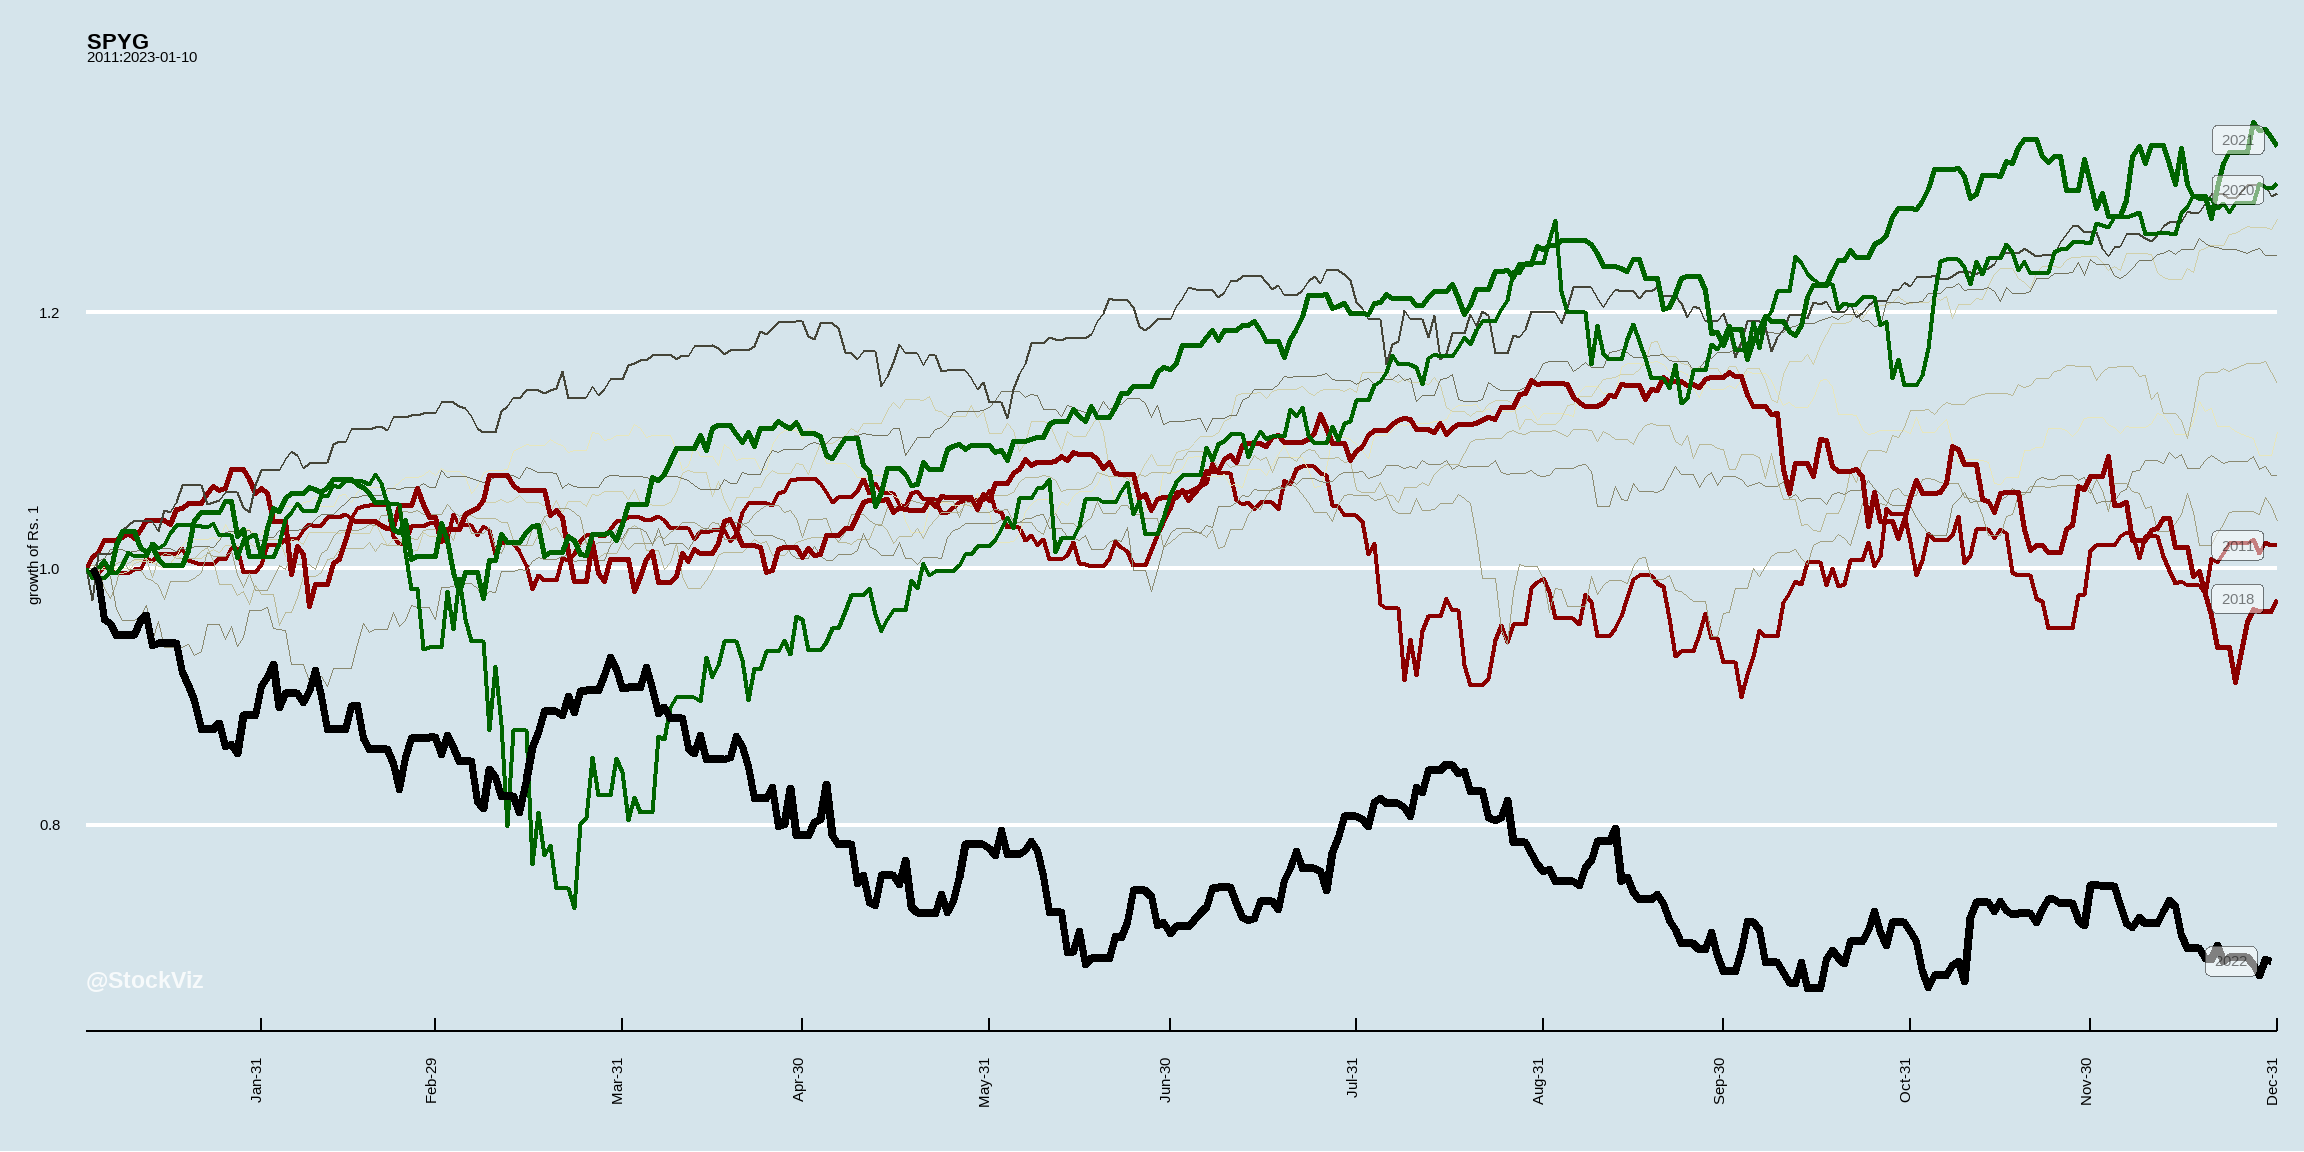 SPYG
2011:2023-01-10
2021
2020
1.2
growth of Rs. 1
2011
1.0
2018
0.8
2022
@StockViz
Jan-31
Feb-29
Mar-31
Apr-30
May-31
Jun-30
Jul-31
Aug-31
Sep-30
Oct-31
Nov-30
Dec-31